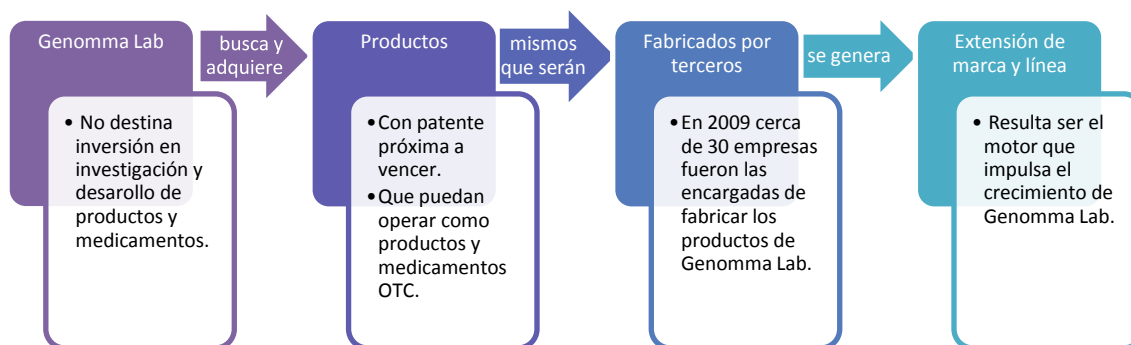 Genomma Lab
busca y
adquiere
Productos
mismos
que serán
Fabricados por
terceros
se genera
Extensión de
marca y línea
• No destina
inversión en
investigación y
desarollo de
productos y
medicamentos.
•Con patente
próxima a
vencer.
•Que puedan
operar como
productos y
medicamentos
OTC.
•En 2009 cerca
de 30 empresas
fueron las
encargadas de
fabricar los
productos de
Genomma Lab.
• Resulta ser el
motor que
impulsa el
crecimiento de
Genomma Lab.